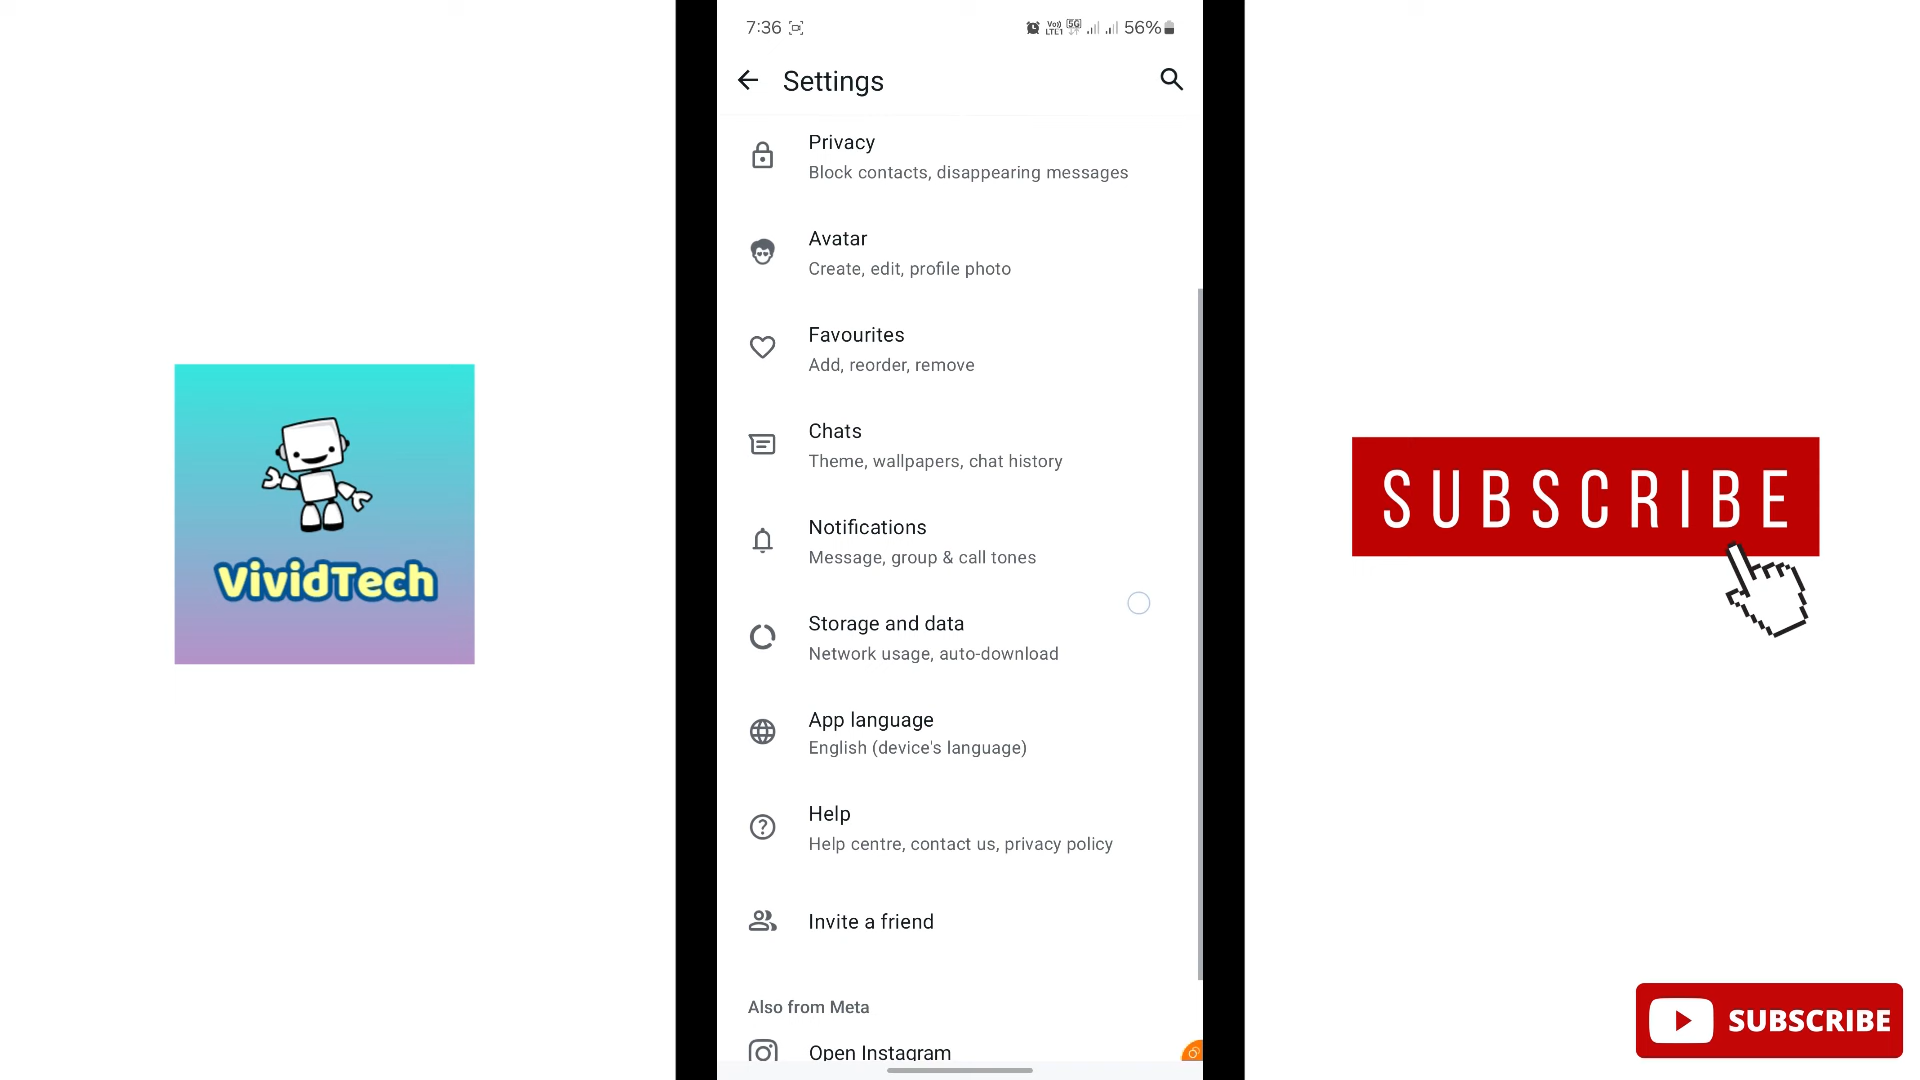 7:36
Vo)) LTE1 5G 56%
Settings
Privacy
Block contacts, disappearing messages
Avatar
Create, edit, profile photo
Favourites
Add, reorder, remove
Chats
Theme, wallpapers, chat history
Notifications
Message, group & call tones
Storage and data
Network usage, auto-download
App language
English (device's language)
Help
Help centre, contact us, privacy policy
Invite a friend
Also from Meta
Open Instagram
VividTech
SUBSCRIBE
SUBSCRIBE